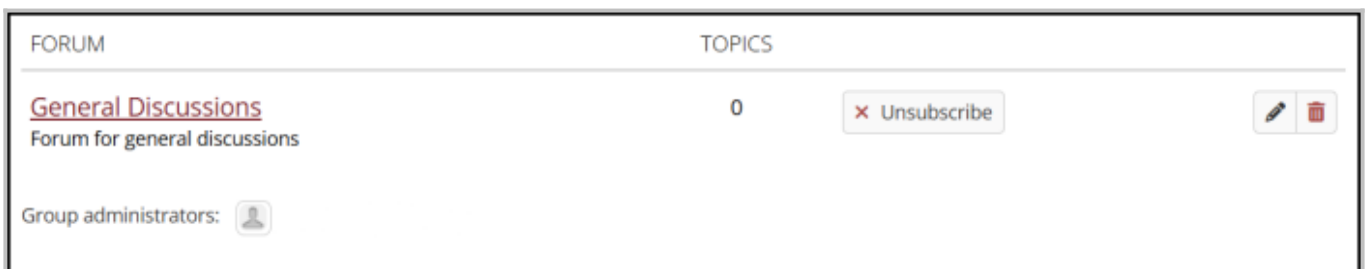 FORUM TOPICS
General Discussions 0 Unsubscribe
Forum for general discussions
Group administrators: